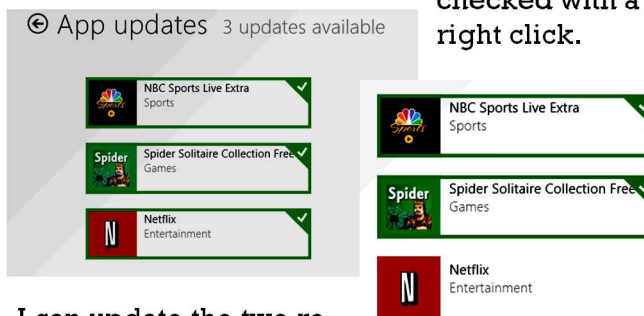 checked with a
right click.
App updates 3 updates available
NBC Sports Live Extra
Sports
Sports
Spider Solitaire Collection Free
Games
Spider
Netflix
Entertainment
N
NBC Sports Live Extra
Sports
Sports
Spider Solitaire Collection Free
Games
Spider
Netflix
Entertainment
N
I can update the two re